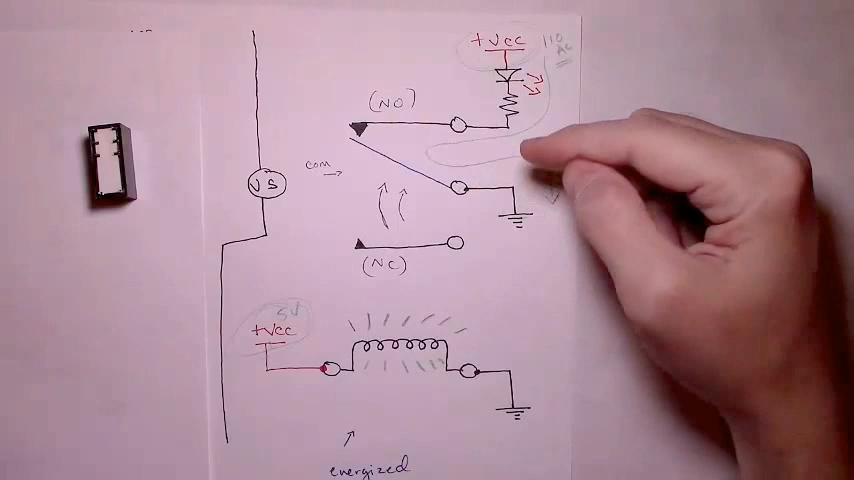 +Vcc 110
AC
(NO)
com
VS
(NC)
5V
+Vcc
energized